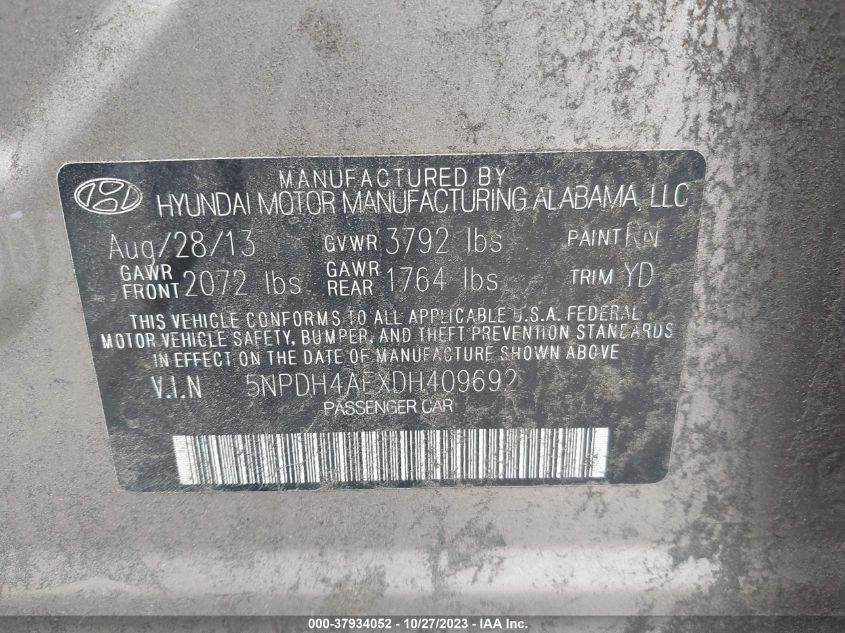 MANUFACTURED BY
HYUNDAI MOTOR MANUFACTURING ALABAMA, LLC
Aug/28/13 GVWR 3792 lbs PAINT RN
GAWR FRONT 2072 lbs GAWR REAR 1764 lbs TRIM YD
THIS VEHICLE CONFORMS TO ALL APPLICABLE U.S.A. FEDERAL
MOTOR VEHICLE SAFETY, BUMPER, AND THEFT PREVENTION STANDARDS
IN EFFECT ON THE DATE OF MANUFACTURE SHOWN ABOVE
V.I.N 5NPDH4AEXDH409692
PASSENGER CAR
000-37934052 - 10/27/2023 - IAA Inc.